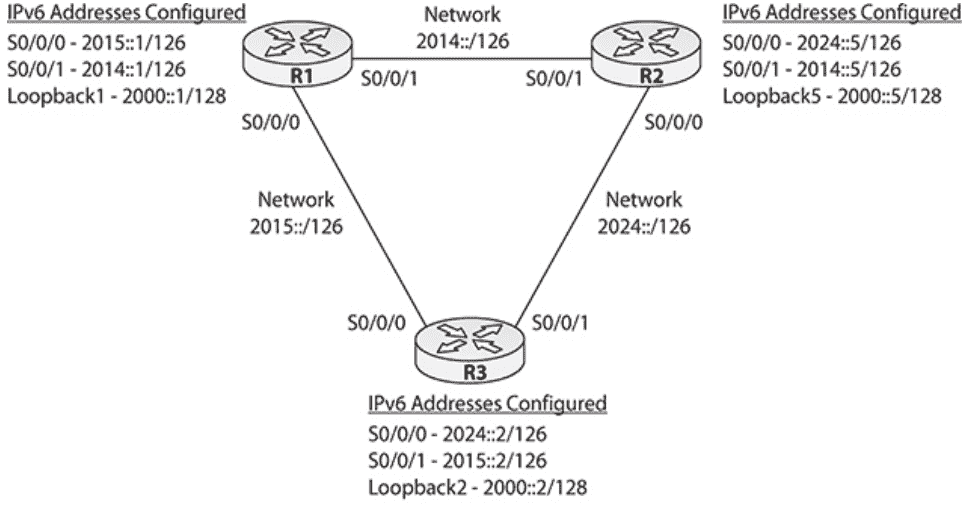 IPv6 Addresses Configured
S0/0/0 - 2015::1/126
S0/0/1 - 2014::1/126
Loopback1 - 2000::1/128
Network
2014::/126
IPv6 Addresses Configured
S0/0/0 - 2024::5/126
S0/0/1 - 2014::5/126
Loopback5 - 2000::5/128
R1
S0/0/1
S0/0/1
R2
S0/0/0
S0/0/0
Network
2015::/126
Network
2024::/126
S0/0/0
S0/0/1
R3
IPv6 Addresses Configured
S0/0/0 - 2024::2/126
S0/0/1 - 2015::2/126
Loopback2 - 2000::2/128